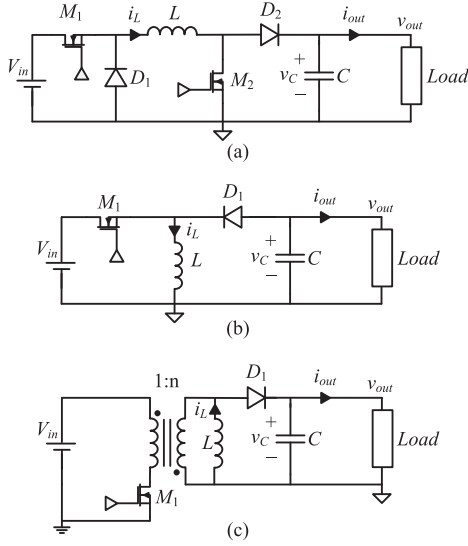 M1 iL L D2 iout vout
Vin D1 M2 + vC − C Load
(a)
M1 D1 iout vout
Vin iL L + vC − C Load
(b)
1:n D1 iout vout
Vin iL L + vC − C Load
M1
(c)